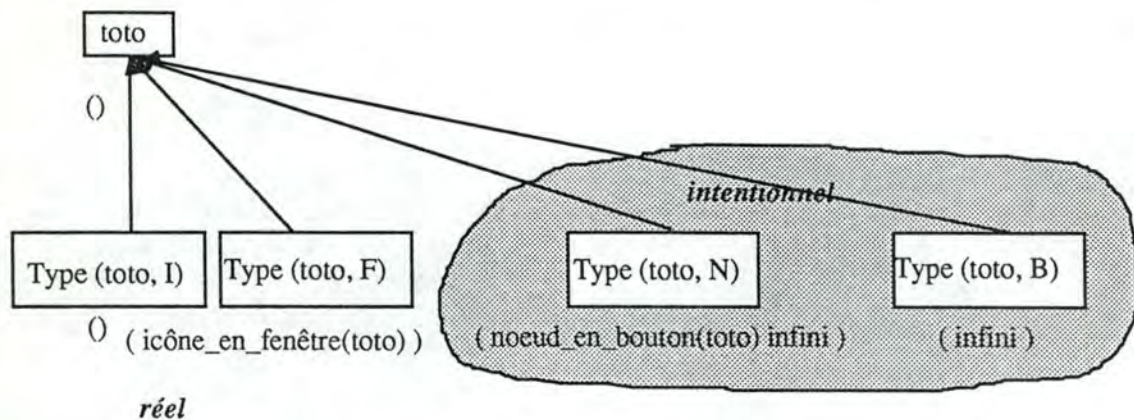 toto
()
intentionnel
Type (toto, I)
Type (toto, F)
Type (toto, N)
Type (toto, B)
()
( icône_en_fenêtre(toto) )
( noeud_en_bouton(toto) infini )
( infini )
réel